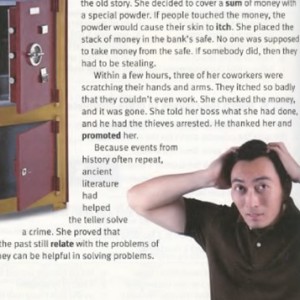 the old story. She decided to cover a sum of money with
a special powder. If people touched the money, the
powder would cause their skin to itch. She placed the
stack of money in the bank's safe. No one was supposed
to take money from the safe. If somebody did, then they
had to be stealing.
Within a few hours, three of her coworkers were
scratching their hands and arms. They itched so badly
that they couldn't even work. She checked the money,
and it was gone. She told her boss what she had done,
and he had the thieves arrested. He thanked her and
promoted her.
Because events from
history often repeat,
ancient
literature
had
helped
the teller solve
a crime. She proved that
the past still relate with the problems of
hey can be helpful in solving problems.